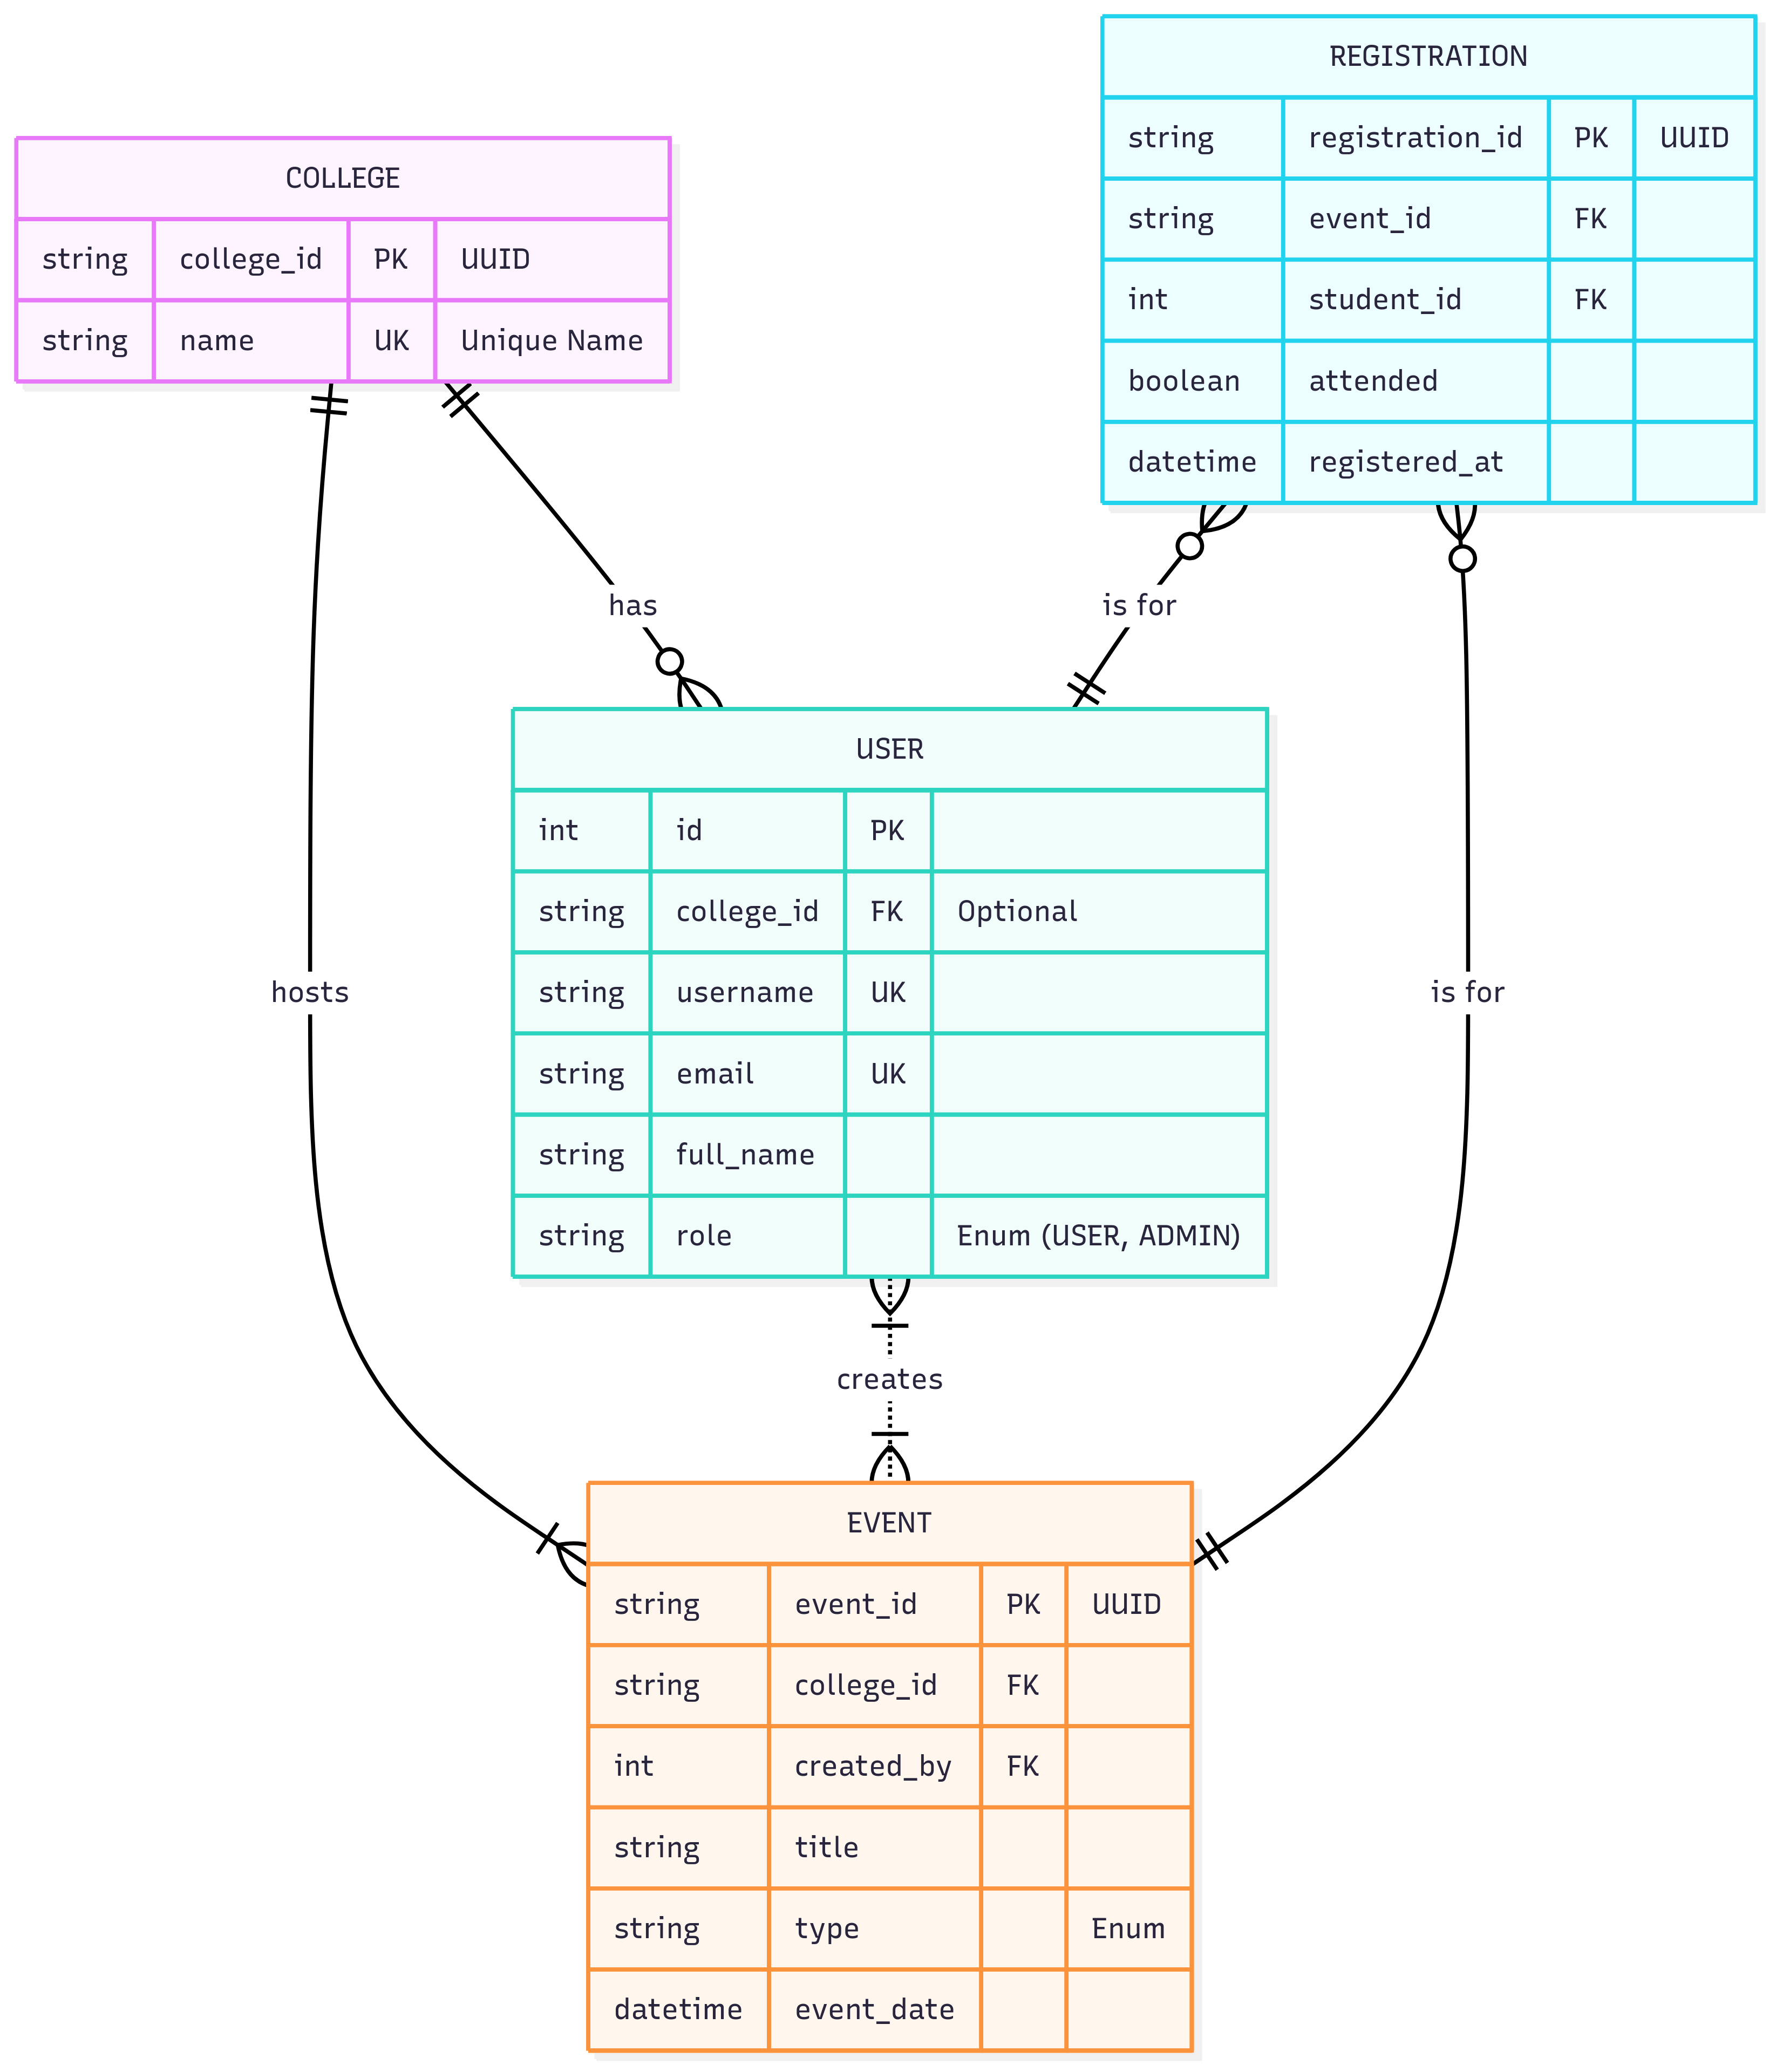 REGISTRATION
string registration_id PK UUID
string event_id FK
int student_id FK
boolean attended
datetime registered_at
COLLEGE
string college_id PK UUID
string name UK Unique Name
has
is for
USER
int id PK
string college_id FK Optional
string username UK
string email UK
string full_name
string role Enum (USER, ADMIN)
hosts
is for
creates
EVENT
string event_id PK UUID
string college_id FK
int created_by FK
string title
string type Enum
datetime event_date